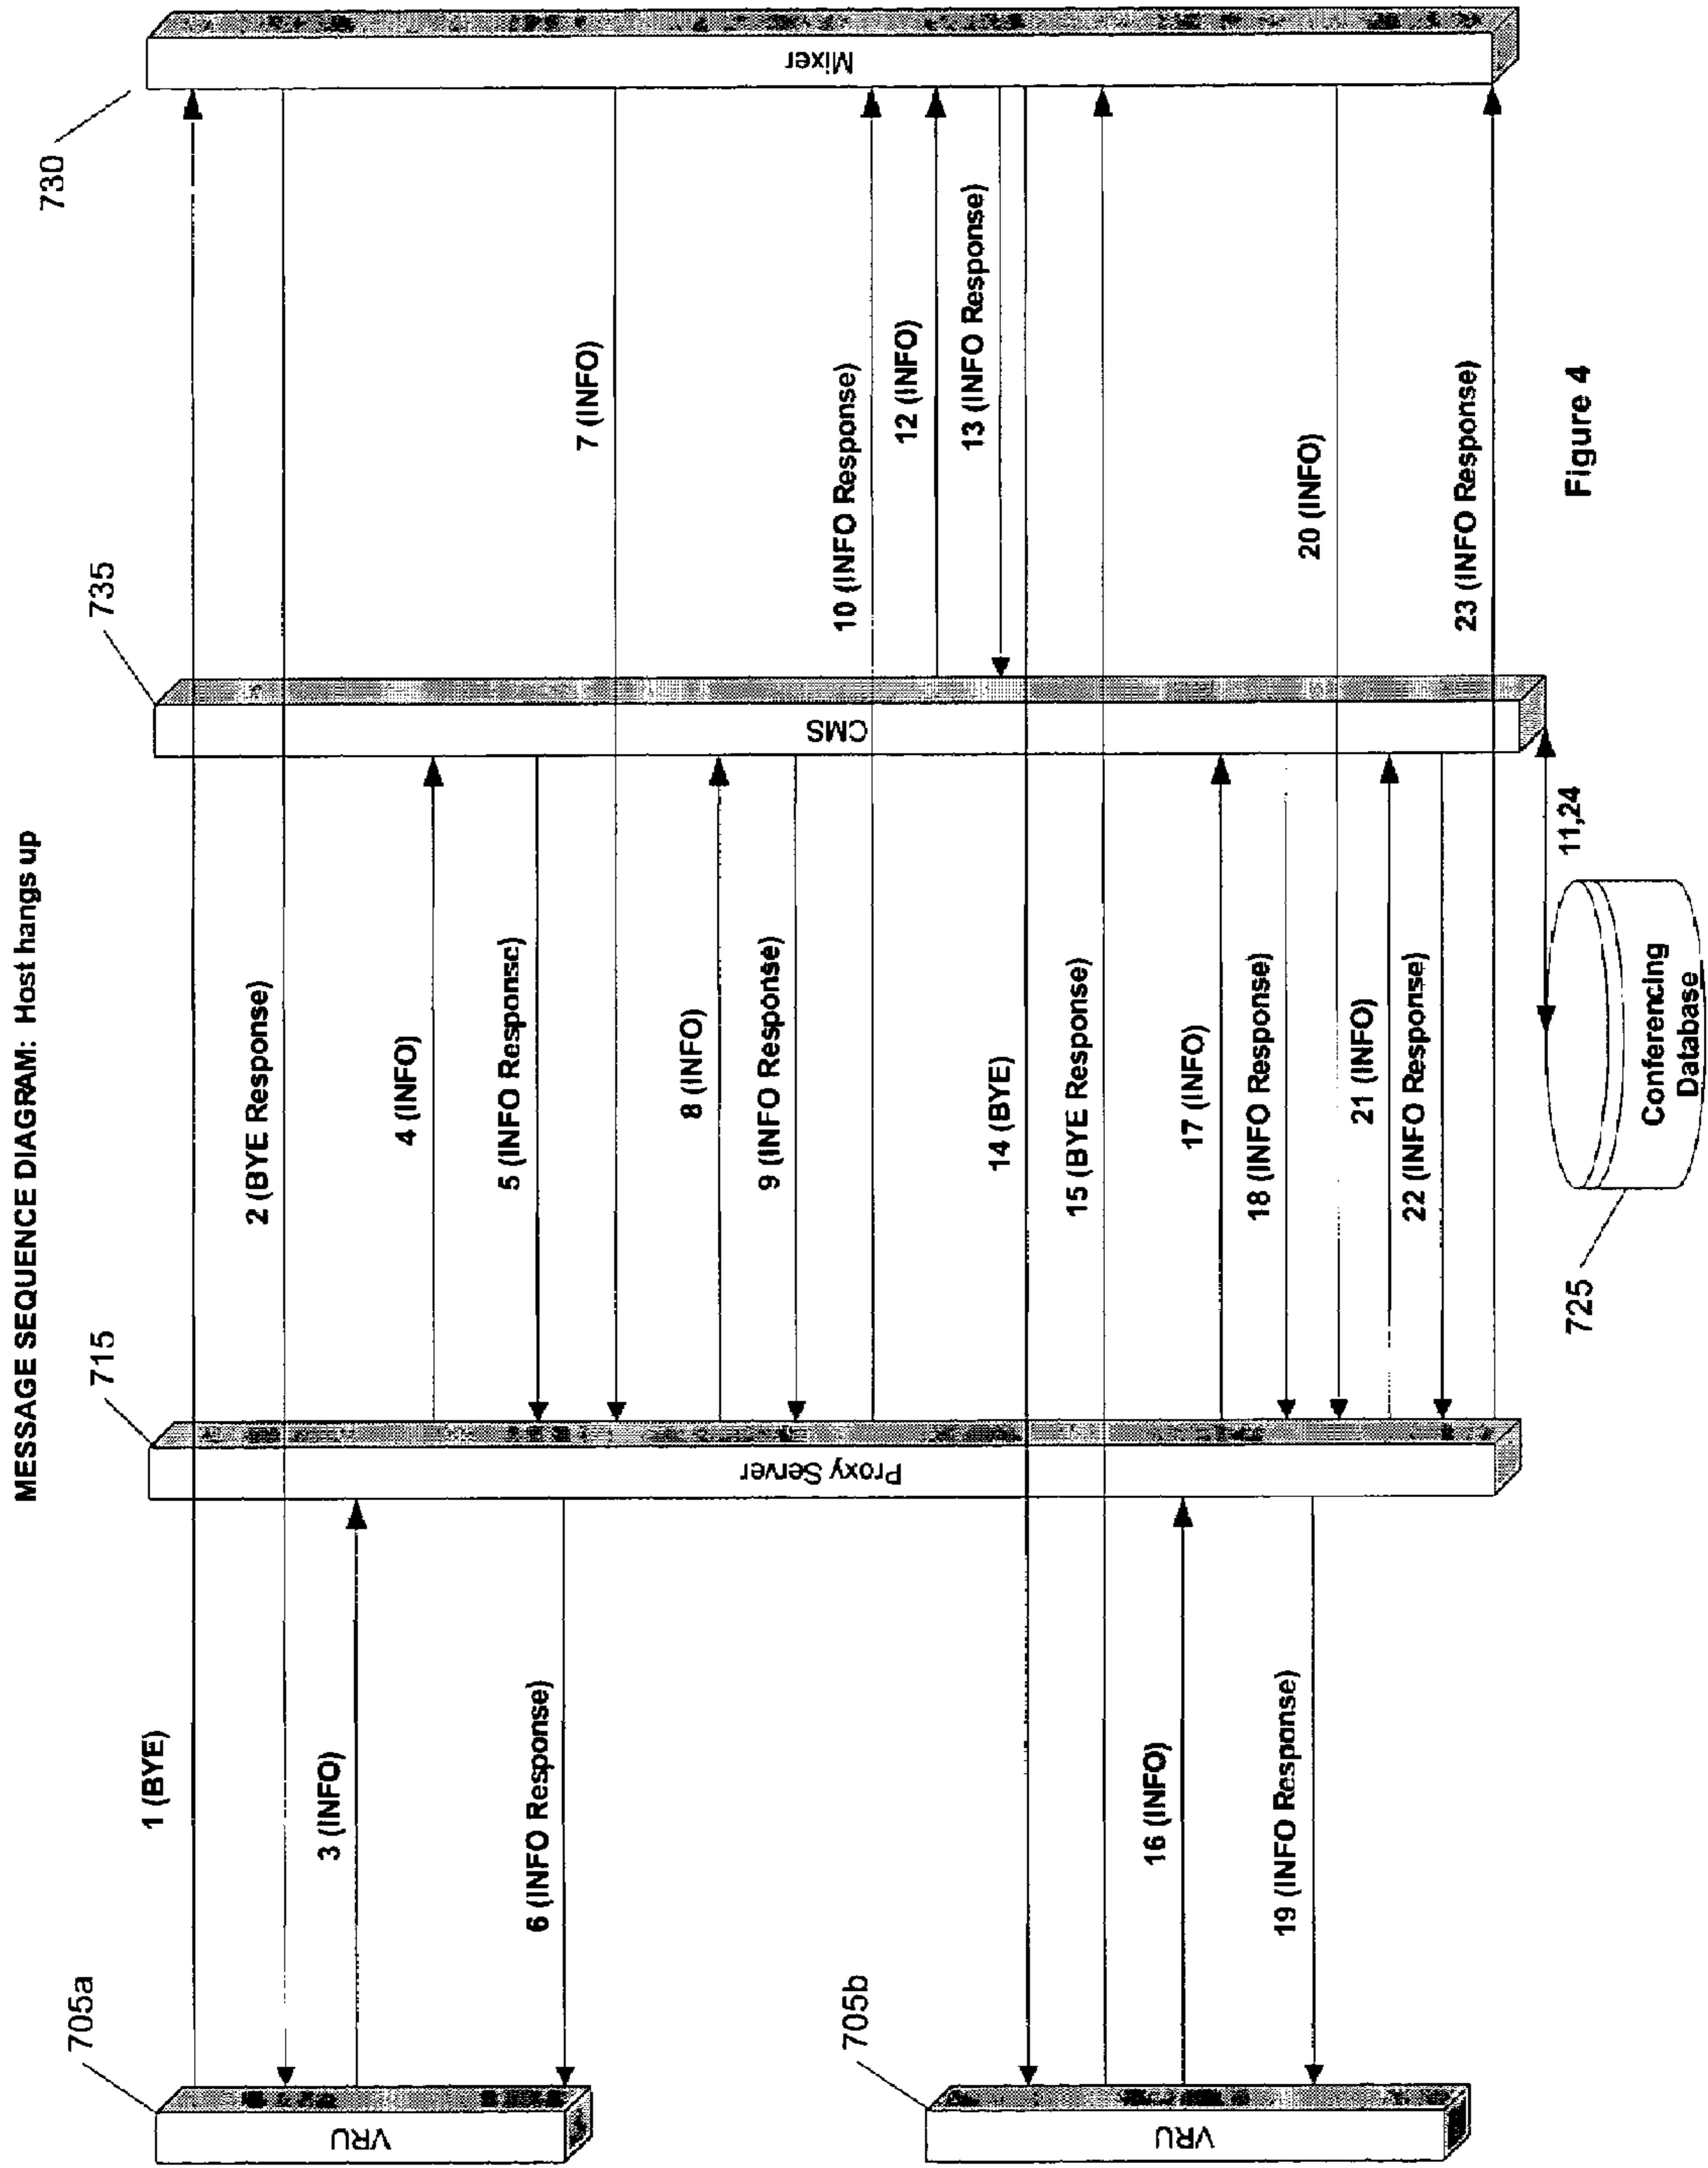 MESSAGE SEQUENCE DIAGRAM: Host hangs up
705a
715
735
730
VRU
Proxy Server
CMS
Mixer
1 (BYE)
2 (BYE Response)
3 (INFO)
4 (INFO)
5 (INFO Response)
6 (INFO Response)
7 (INFO)
8 (INFO)
9 (INFO Response)
10 (INFO Response)
12 (INFO)
13 (INFO Response)
14 (BYE)
15 (BYE Response)
705b
VRU
16 (INFO)
17 (INFO)
18 (INFO Response)
19 (INFO Response)
20 (INFO)
21 (INFO)
22 (INFO Response)
23 (INFO Response)
11,24
725
Conferencing
Database
Figure 4